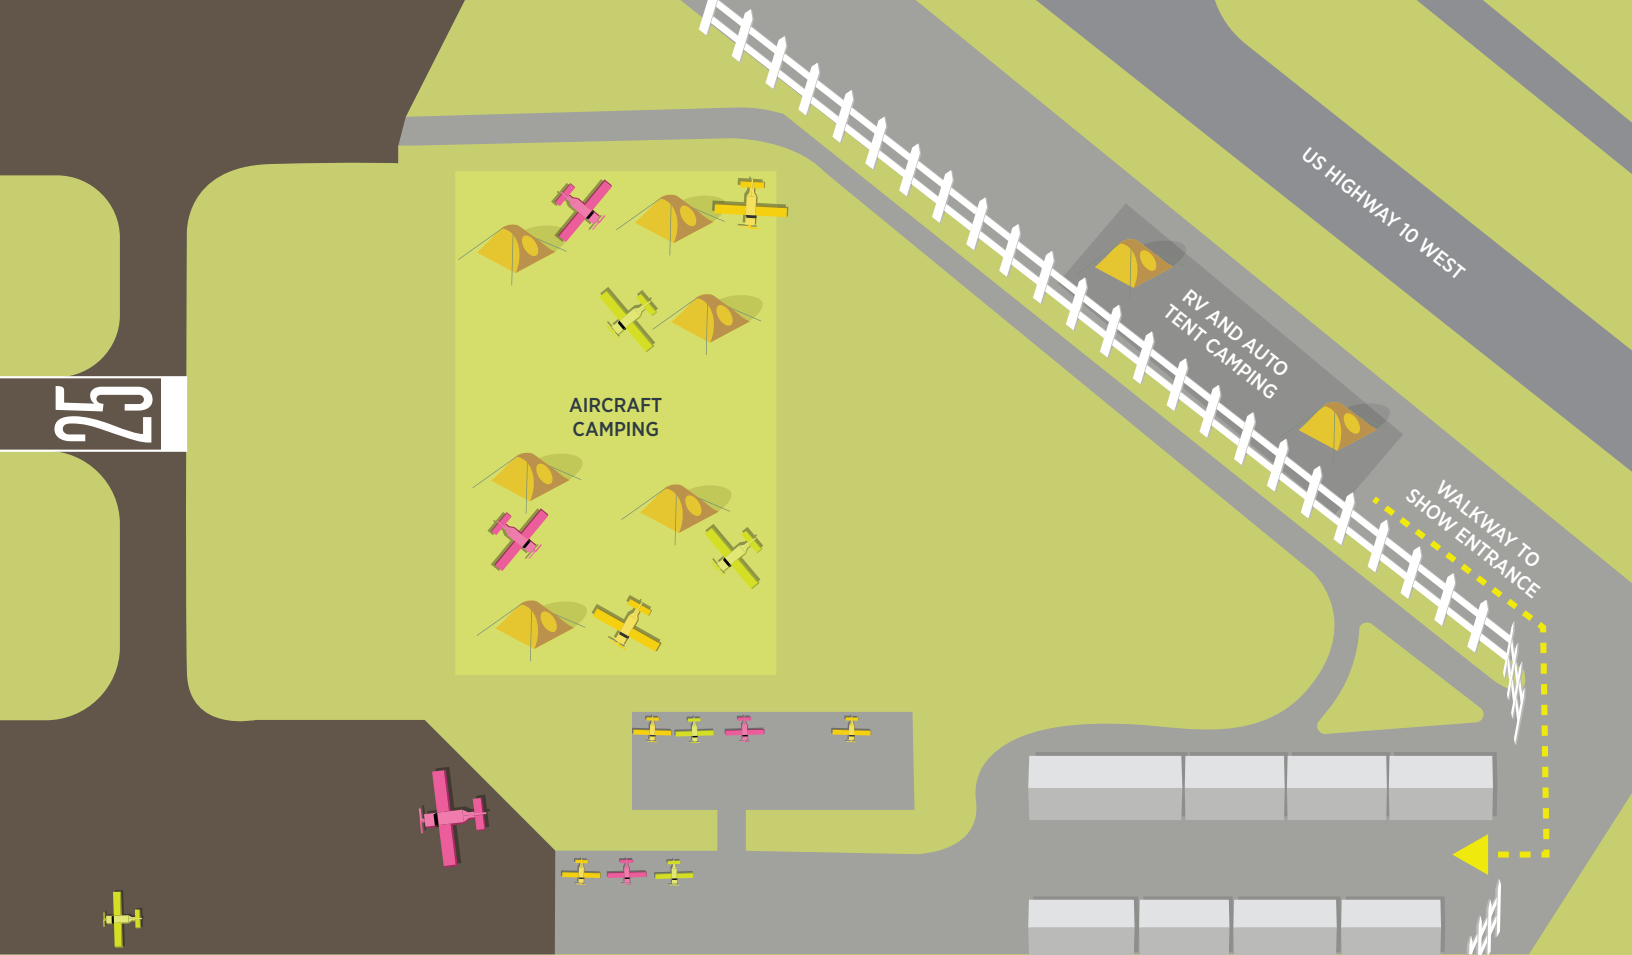 25
AIRCRAFT
CAMPING
US HIGHWAY 10 WEST
RV AND AUTO
TENT CAMPING
WALKWAY TO
SHOW ENTRANCE